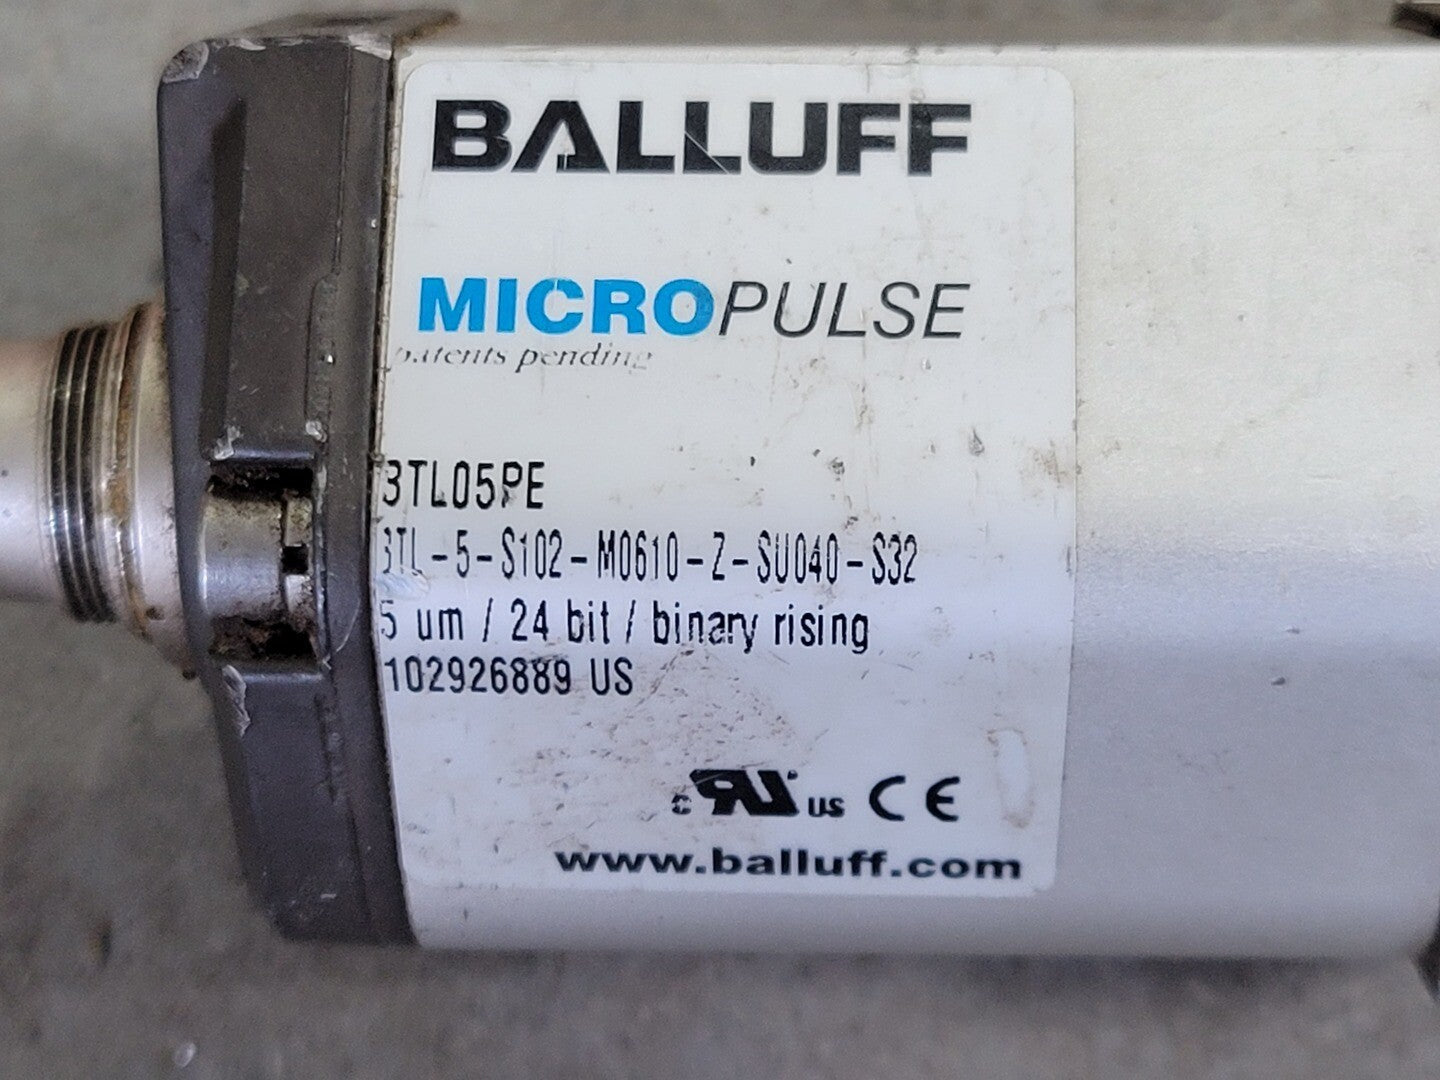 BALLUFF
MICROPULSE
patents pending
BTL05PE
BTL-5-S102-M0610-Z-SU040-S32
5 um / 24 bit / binary rising
102926889 US
c RU us CE
www.balluff.com